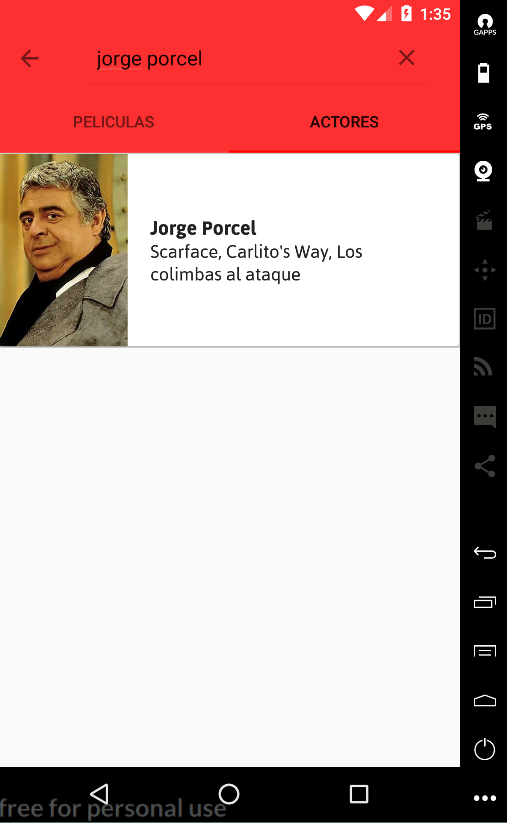 1:35
GAPPS
jorge porcel
PELICULAS
ACTORES
GPS
Jorge Porcel
Scarface, Carlito's Way, Los
colimbas al ataque
ID
free for personal use